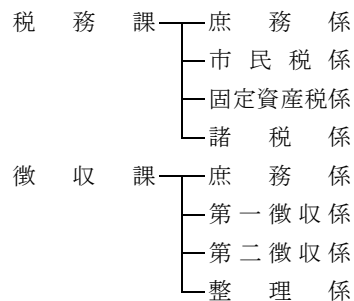 税務課 庶務係
市民税係
固定資産税係
諸税係
徴収課 庶務係
第一徴収係
第二徴収係
整理係